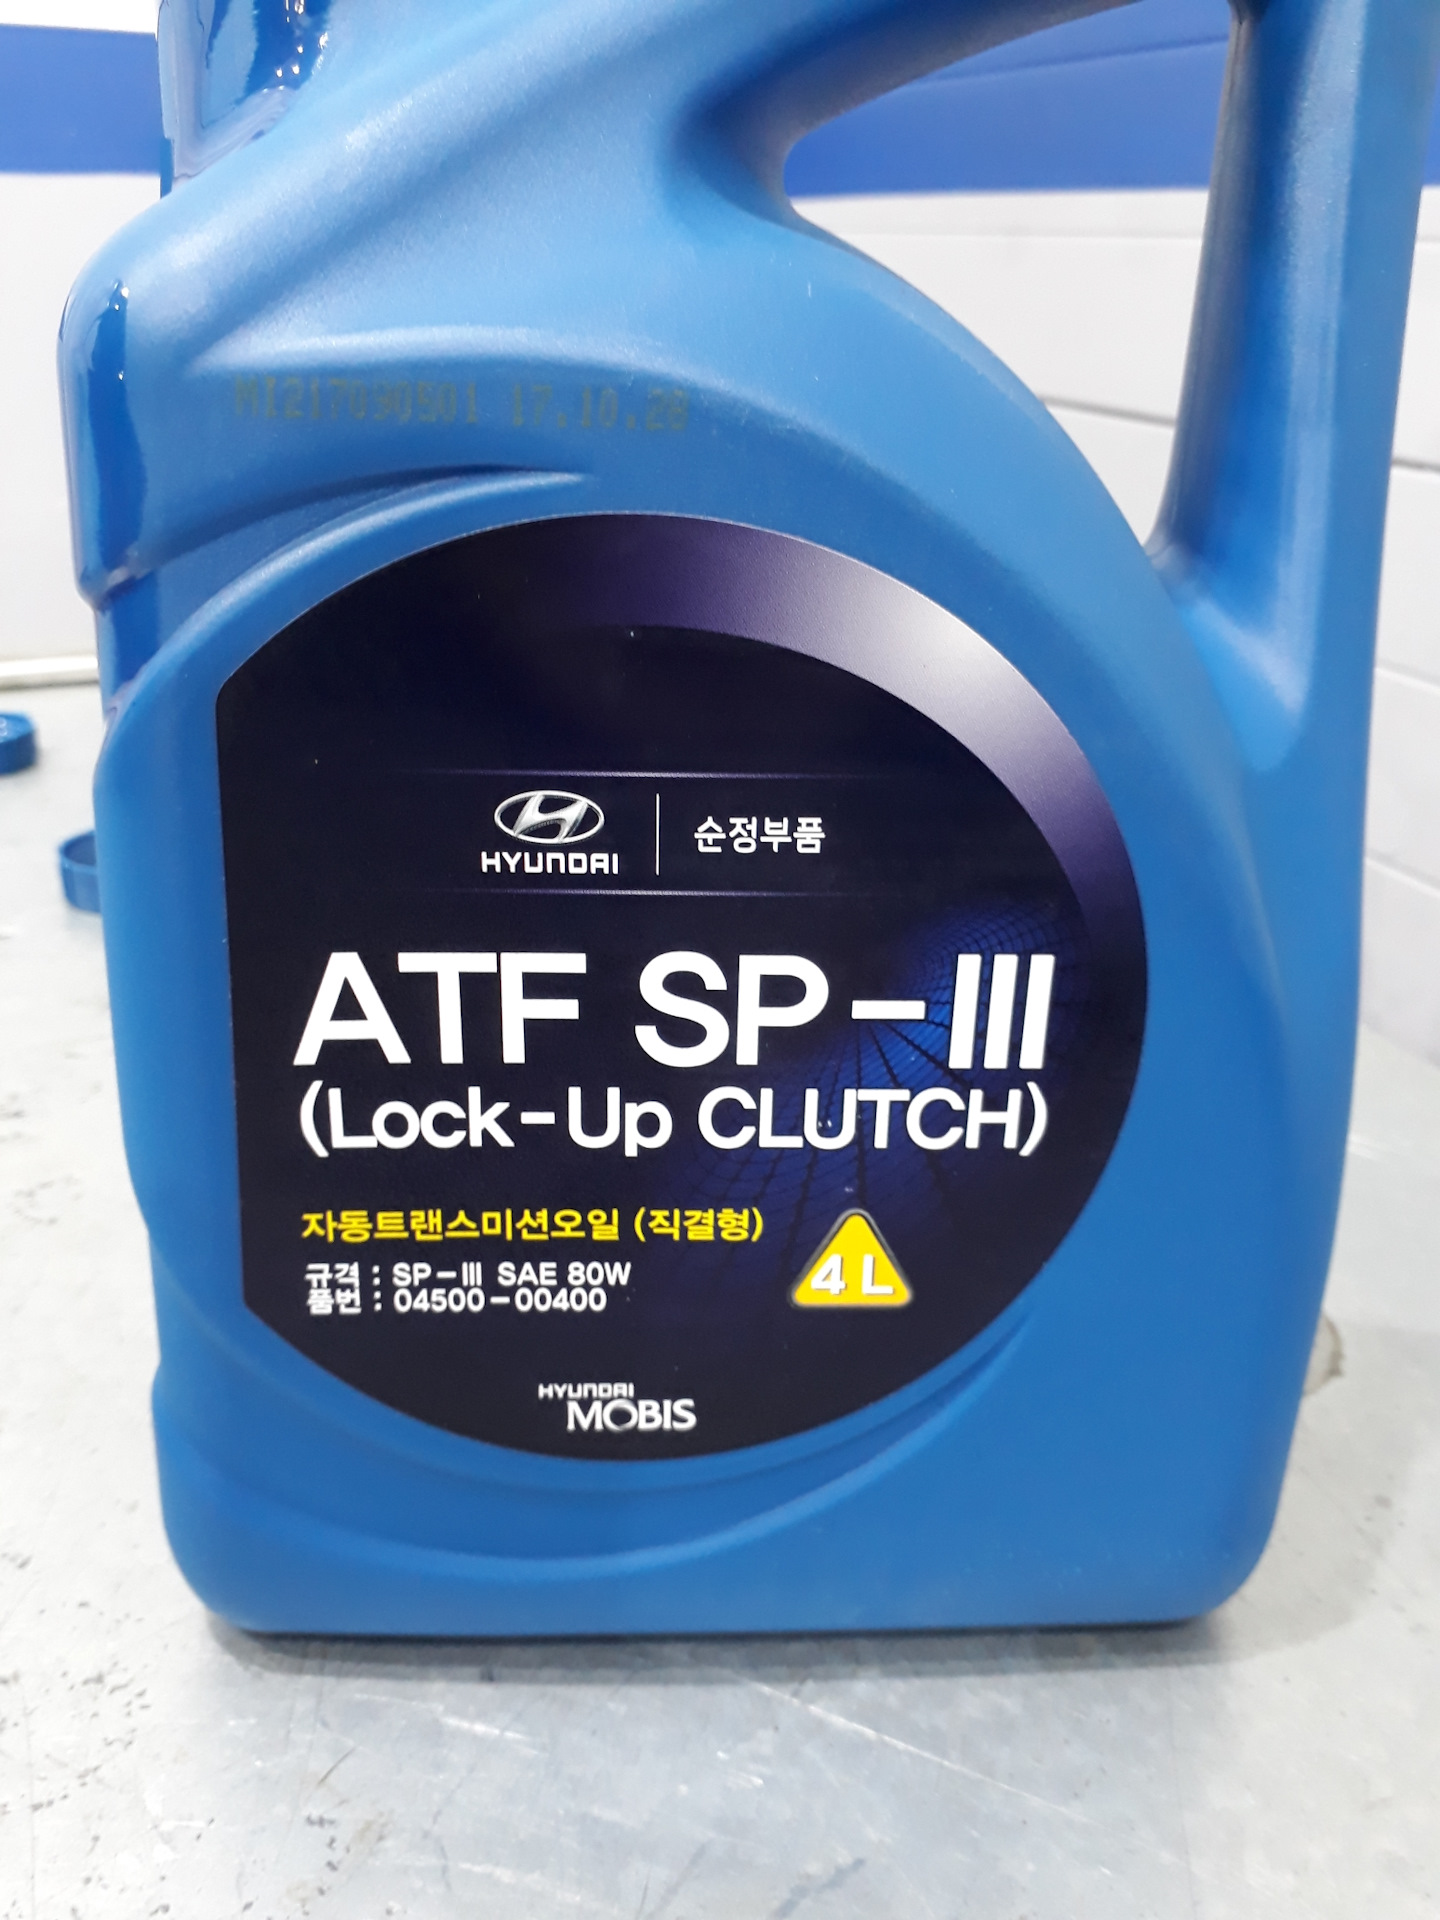 MI217090501 17.10.28
HYUNDAI 순정부품
ATF SP-III
(Lock-Up CLUTCH)
자동트랜스미션오일 (직결형)
규격 : SP-III SAE 80W
품번 : 04500-00400
4 L
HYUNDAI
MOBIS